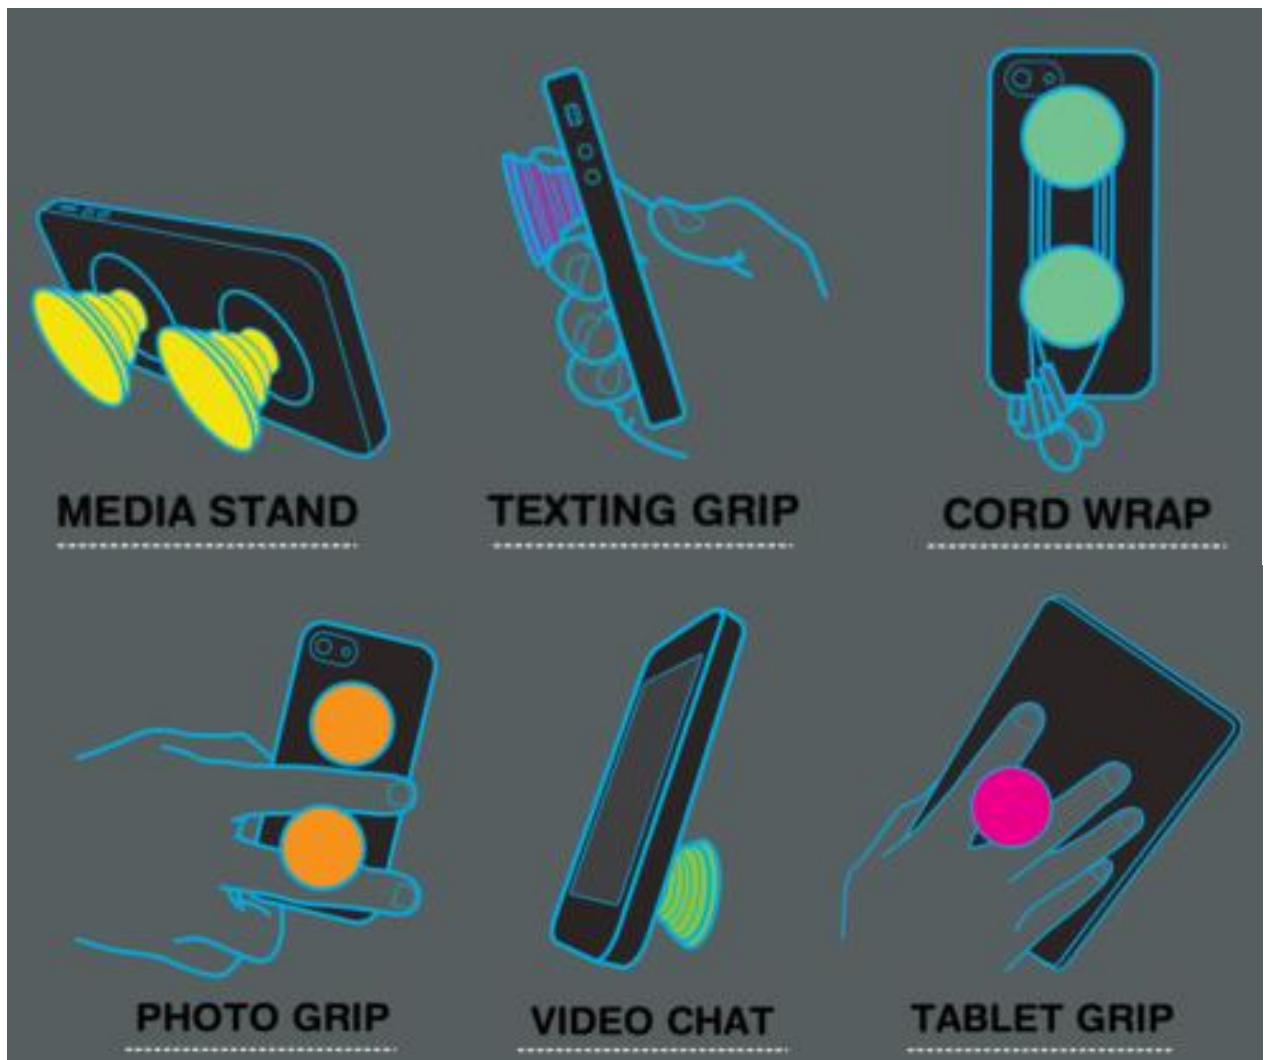 MEDIA STAND
TEXTING GRIP
CORD WRAP
PHOTO GRIP
VIDEO CHAT
TABLET GRIP